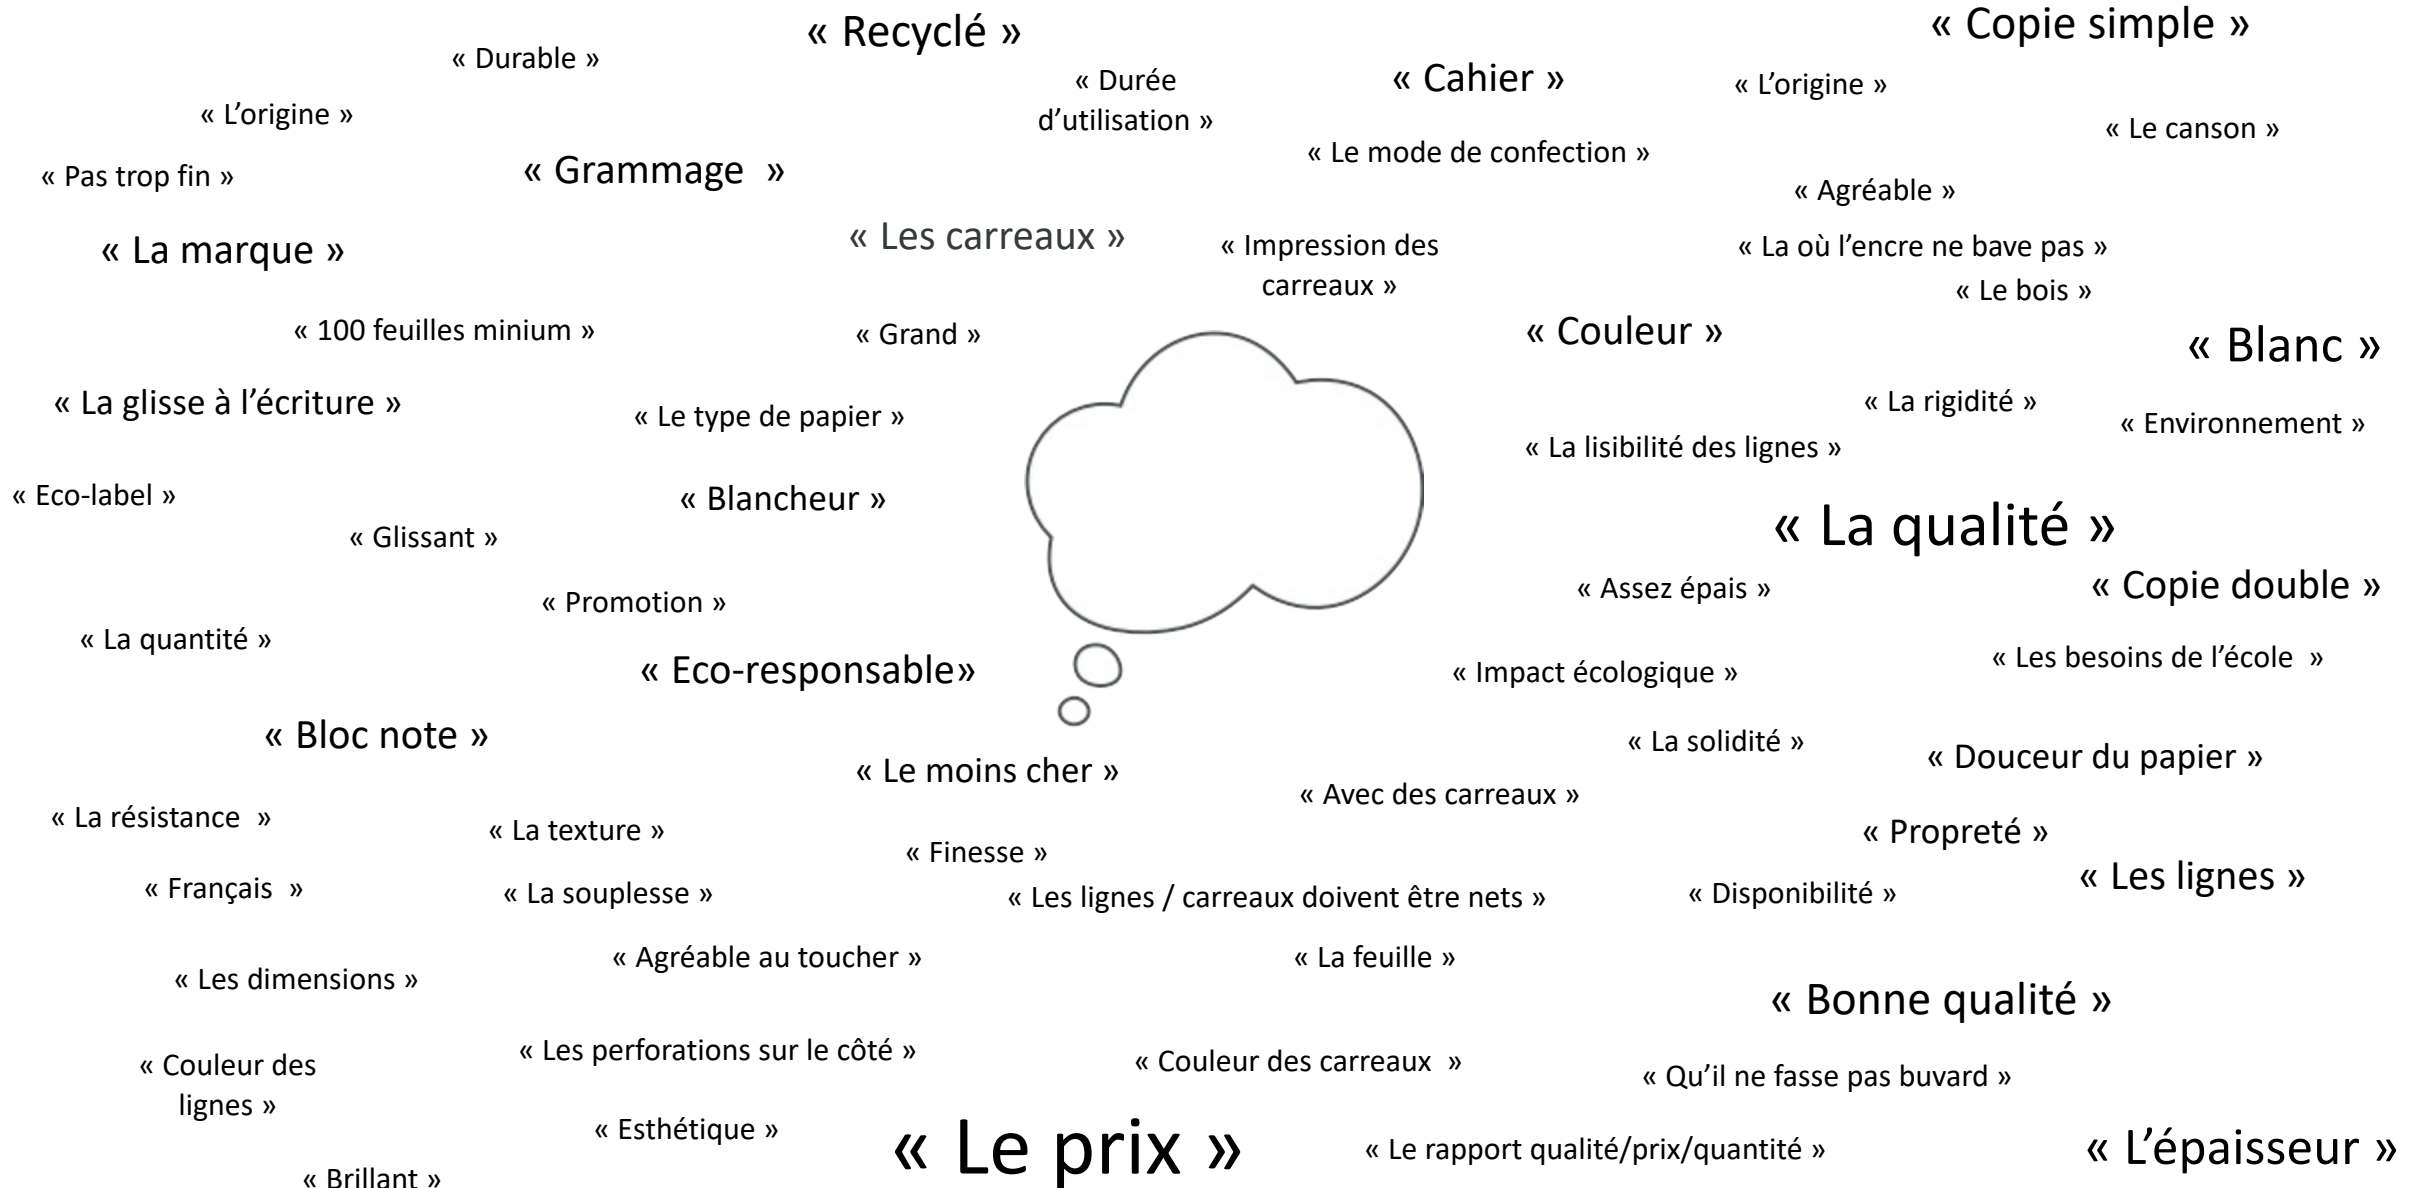 « Copie simple »
« Recyclé »
« Durable »
« Durée
d’utilisation »
« Cahier »
« L’origine »
« L’origine »
« Le canson »
« Le mode de confection »
« Pas trop fin »
« Grammage  »
« Agréable »
« La marque »
« Les carreaux »
« Impression des
carreaux »
« La où l’encre ne bave pas »
« Le bois »
« 100 feuilles minium »
« Grand »
« Couleur »
« Blanc »
« La glisse à l’écriture »
« Le type de papier »
« La rigidité »
« Environnement »
« La lisibilité des lignes »
« Eco-label »
« Blancheur »
« La qualité »
« Glissant »
« Assez épais »
« Copie double »
« Promotion »
« La quantité »
« Eco-responsable»
« Impact écologique »
« Les besoins de l’école  »
« Bloc note »
« La solidité »
« Douceur du papier »
« Le moins cher »
« Avec des carreaux »
« La résistance  »
« La texture »
« Propreté »
« Finesse »
« Les lignes »
« Français  »
« La souplesse »
« Les lignes / carreaux doivent être nets »
« Disponibilité »
« Agréable au toucher »
« La feuille »
« Les dimensions »
« Bonne qualité »
« Les perforations sur le côté »
« Couleur des
lignes »
« Couleur des carreaux  »
« Qu’il ne fasse pas buvard »
« Esthétique »
« Le prix »
« Le rapport qualité/prix/quantité »
« L’épaisseur »
« Brillant »